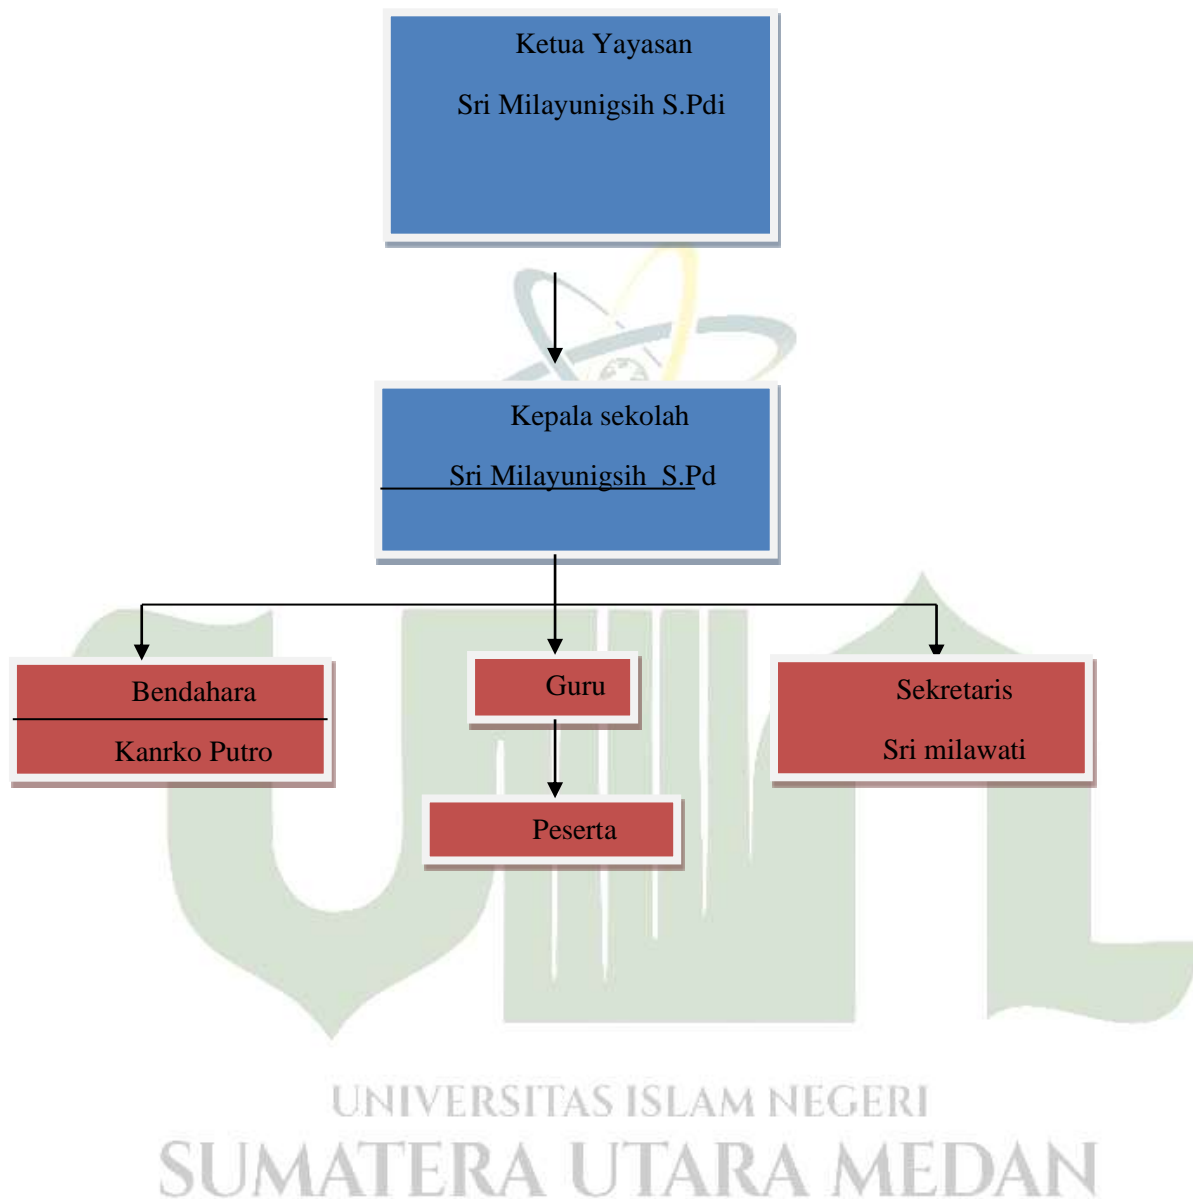 Ketua Yayasan
Sri Milayunigsih S.Pdi
Kepala sekolah
Sri Milayunigsih S.Pd
Bendahara
Kanrko Putro
Guru
Sekretaris
Sri milawati
Peserta
UNIVERSITAS ISLAM NEGERI
SUMATERA UTARA MEDAN